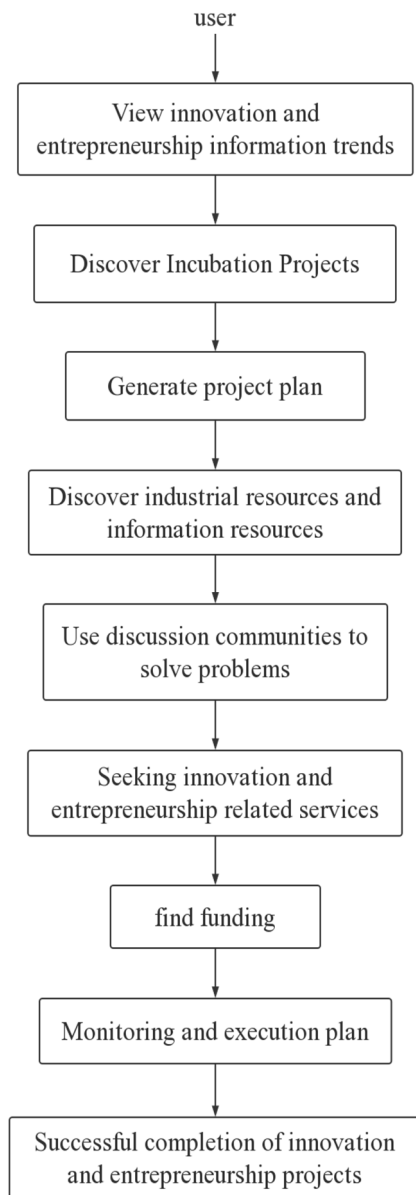 user
View innovation and
entrepreneurship information trends
Discover Incubation Projects
Generate project plan
Discover industrial resources and
information resources
Use discussion communities to
solve problems
Seeking innovation and
entrepreneurship related services
find funding
Monitoring and execution plan
Successful completion of innovation
and entrepreneurship projects